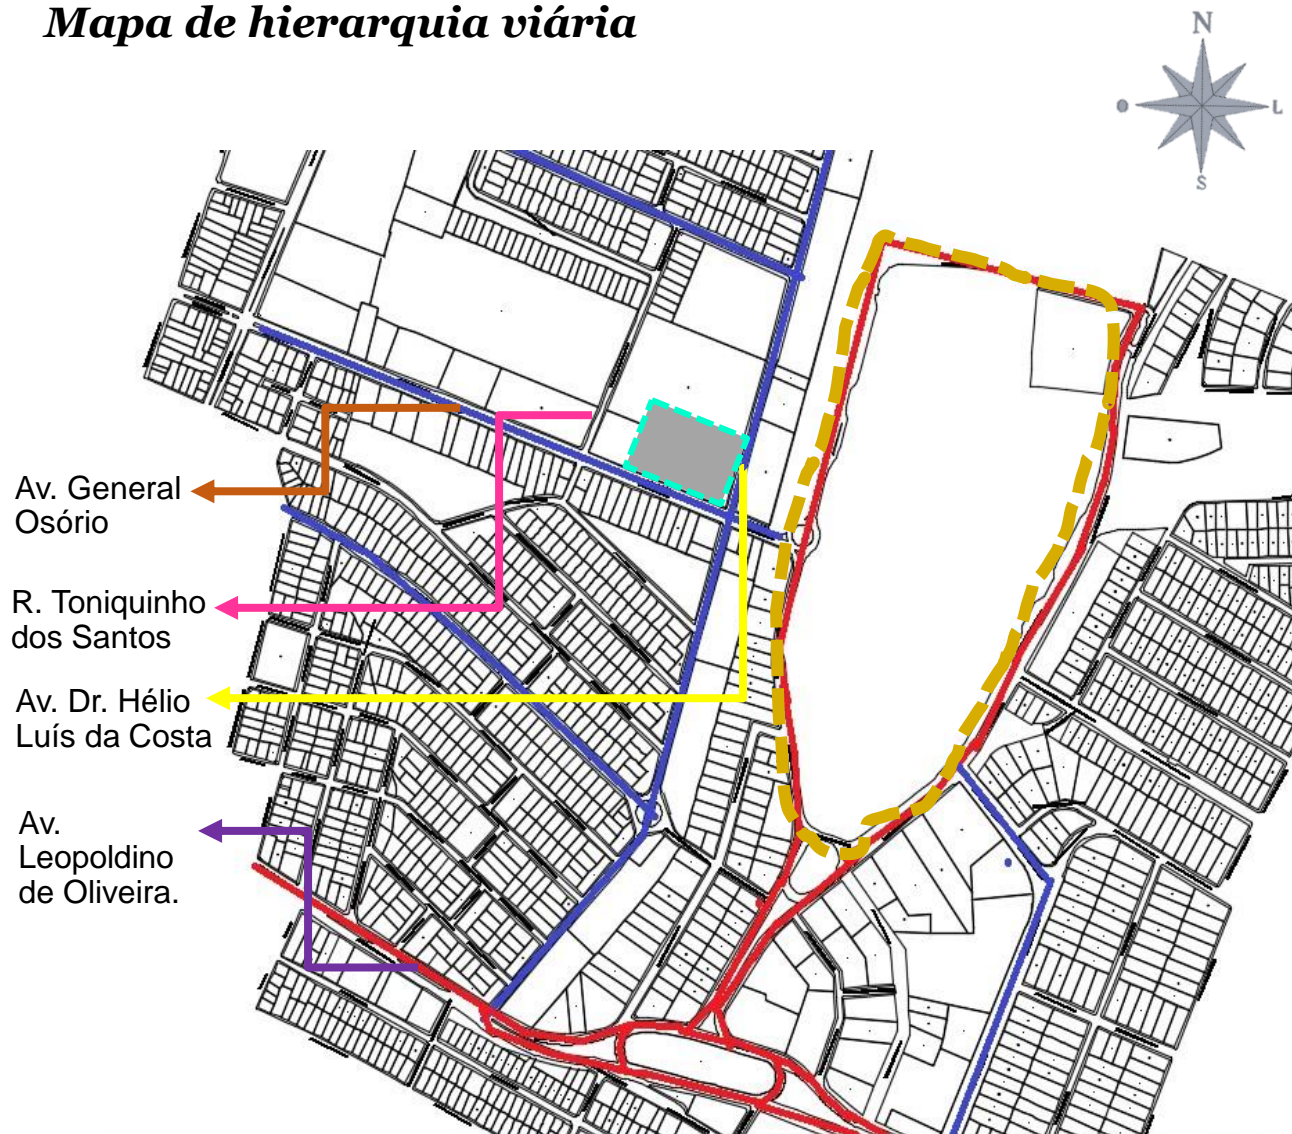 Mapa de hierarquia viária
N
O
L
S
Av. General
Osório
R. Toniquinho
dos Santos
Av. Dr. Hélio
Luís da Costa
Av.
Leopoldino
de Oliveira.